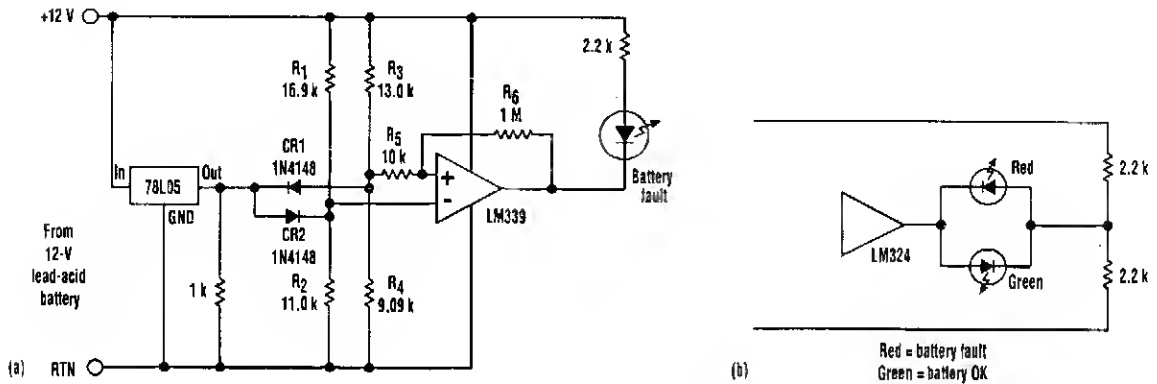 +12 V
2.2 k
R1
16.9 k
R3
13.0 k
R6
1 M
R5
10 k
CR1
1N4148
In
Out
78L05
GND
+
-
LM339
Battery
fault
CR2
1N4148
From
12-V
lead-acid
battery
1 k
R2
11.0 k
R4
9.09 k
(a)
RTN
Red
2.2 k
LM324
Green
2.2 k
(b)
Red = battery fault
Green = battery OK